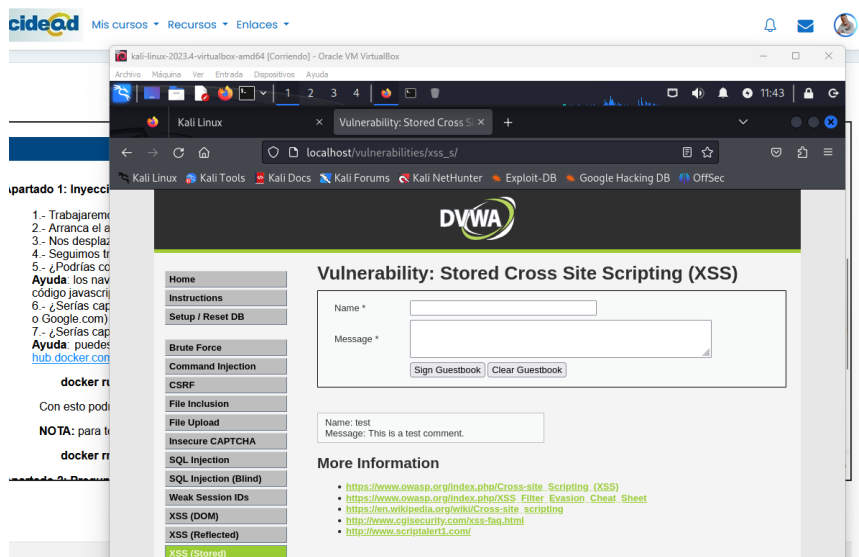 cidead Mis cursos Recursos Enlaces
kali-linux-2023.4-virtualbox-amd64 [Corriendo] - Oracle VM VirtualBox
Archivo Máquina Ver Entrada Dispositivos Ayuda
1 2 3 4 11:43
Kali Linux × Vulnerability: Stored Cross Si × +
localhost/vulnerabilities/xss_s/
Kali Linux Kali Tools Kali Docs Kali Forums Kali NetHunter Exploit-DB Google Hacking DB OffSec
DVWA
Apartado 1: Inyecci
1.- Trabajaremo
2.- Arranca el a
3.- Nos desplaz
4.- Seguimos tr
5.- ¿Podrías co
Ayuda: los nav
código javascri
6.- ¿Serías cap
o Google.com)
7.- ¿Serías cap
Ayuda: puedes
hub.docker.com
docker ru
Con esto podr
NOTA: para te
docker rr
Apartado 2: Pregun
Home
Instructions
Setup / Reset DB
Brute Force
Command Injection
CSRF
File Inclusion
File Upload
Insecure CAPTCHA
SQL Injection
SQL Injection (Blind)
Weak Session IDs
XSS (DOM)
XSS (Reflected)
XSS (Stored)
Vulnerability: Stored Cross Site Scripting (XSS)
Name *
Message *
Sign Guestbook Clear Guestbook
Name: test
Message: This is a test comment.
More Information
https://www.owasp.org/index.php/Cross-site_Scripting_(XSS)
https://www.owasp.org/index.php/XSS_Filter_Evasion_Cheat_Sheet
https://en.wikipedia.org/wiki/Cross-site_scripting
http://www.cgisecurity.com/xss-faq.html
http://www.scriptalert1.com/